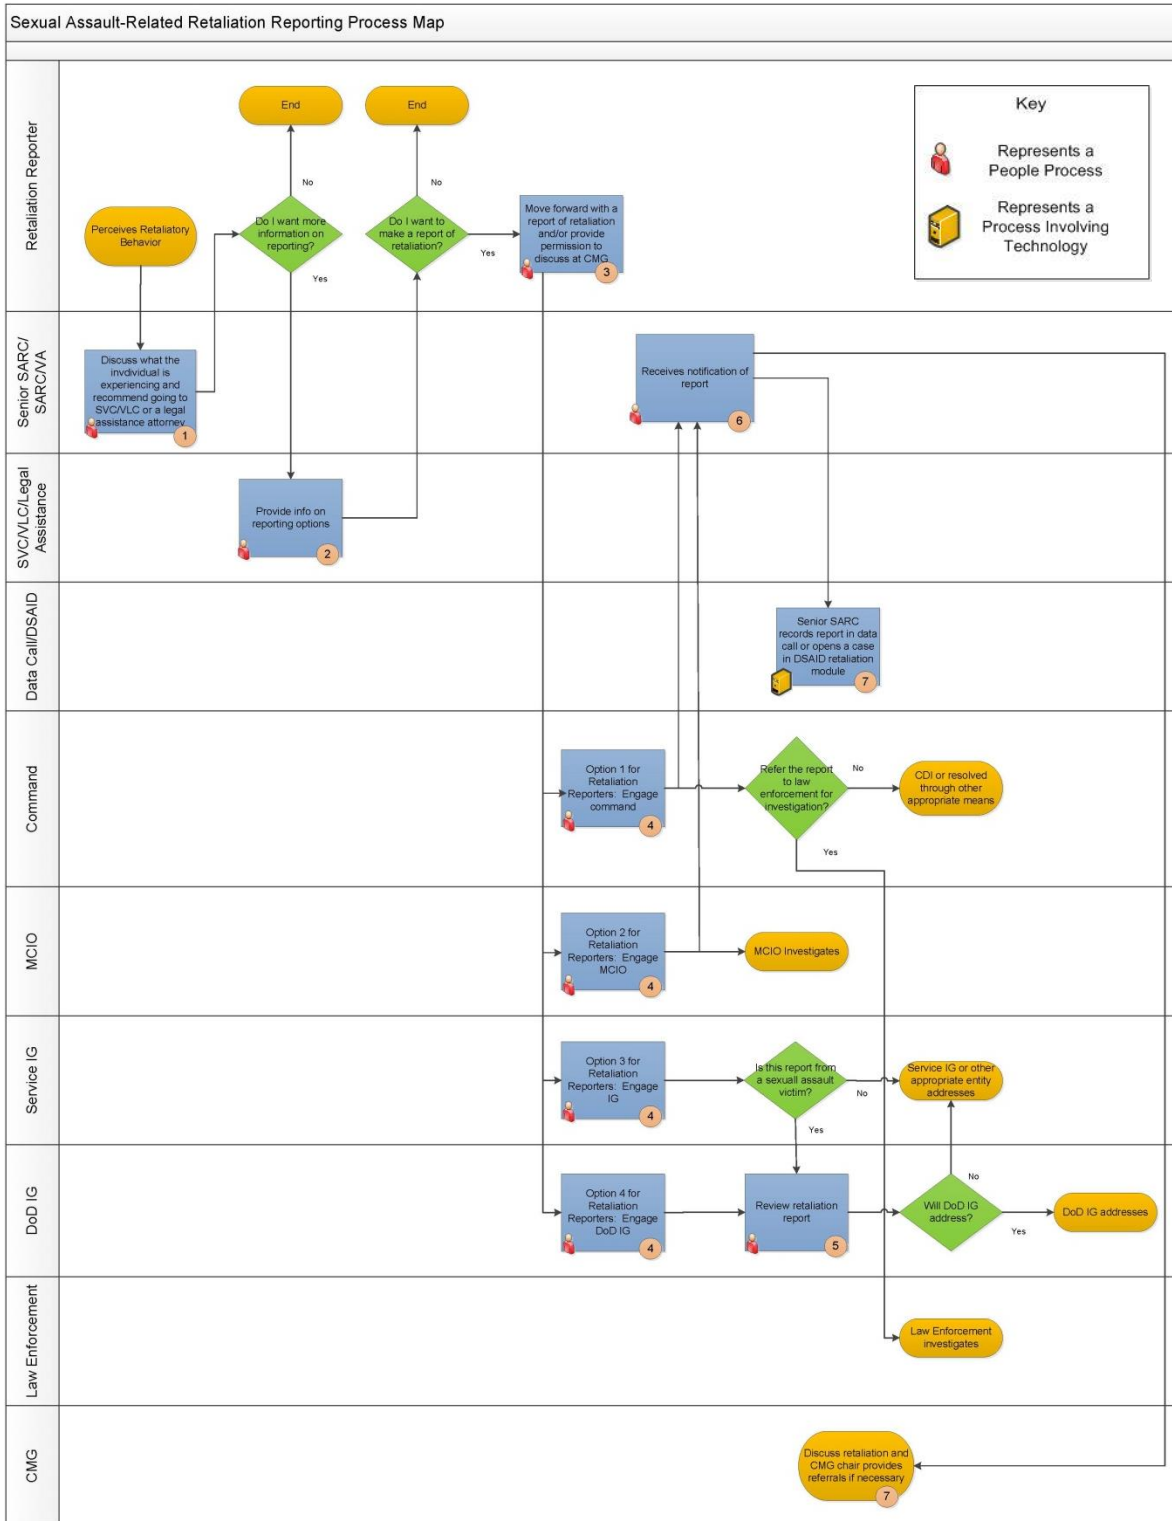 Sexual Assault-Related Retaliation Reporting Process Map
Retaliation Reporter
End
End
Key
Represents a
People Process
Represents a
Process Involving
Technology
No
No
Perceives Retaliatory
Behavior
Do I want more
information on
reporting?
Do I want to
make a report of
retaliation?
Yes
Yes
Move forward with a
report of retaliation
and/or provide
permission to
discuss at CMG
3
Senior SARC/
SARC/VA
Discuss what the
invdividual is
experiencing and
recommend going to
SVC/VLC or a legal
assistance attorney
1
Receives notification of
report
6
SVC/VLC/Legal
Assistance
Provide info on
reporting options
2
Data Call/DSAID
Senior SARC
records report in data
call or opens a case
in DSAID retaliation
module
7
Command
Option 1 for
Retaliation
Reporters: Engage
command
4
Refer the report
to law
enforcement for
investigation?
No
Yes
CDI or resolved
through other
appropriate means
MCIO
Option 2 for
Retaliation
Reporters: Engage
MCIO
4
MCIO Investigates
Service IG
Option 3 for
Retaliation
Reporters: Engage
IG
4
Is this report from
a sexuall assault
victim?
No
Yes
Service IG or other
appropriate entity
addresses
DoD IG
Option 4 for
Retaliation
Reporters: Engage
DoD IG
4
Review retaliation
report
5
No
Will DoD IG
address?
Yes
DoD IG addresses
Law Enforcement
Law Enforcement
investigates
CMG
Discuss retaliation and
CMG chair provides
referrals if necessary
7